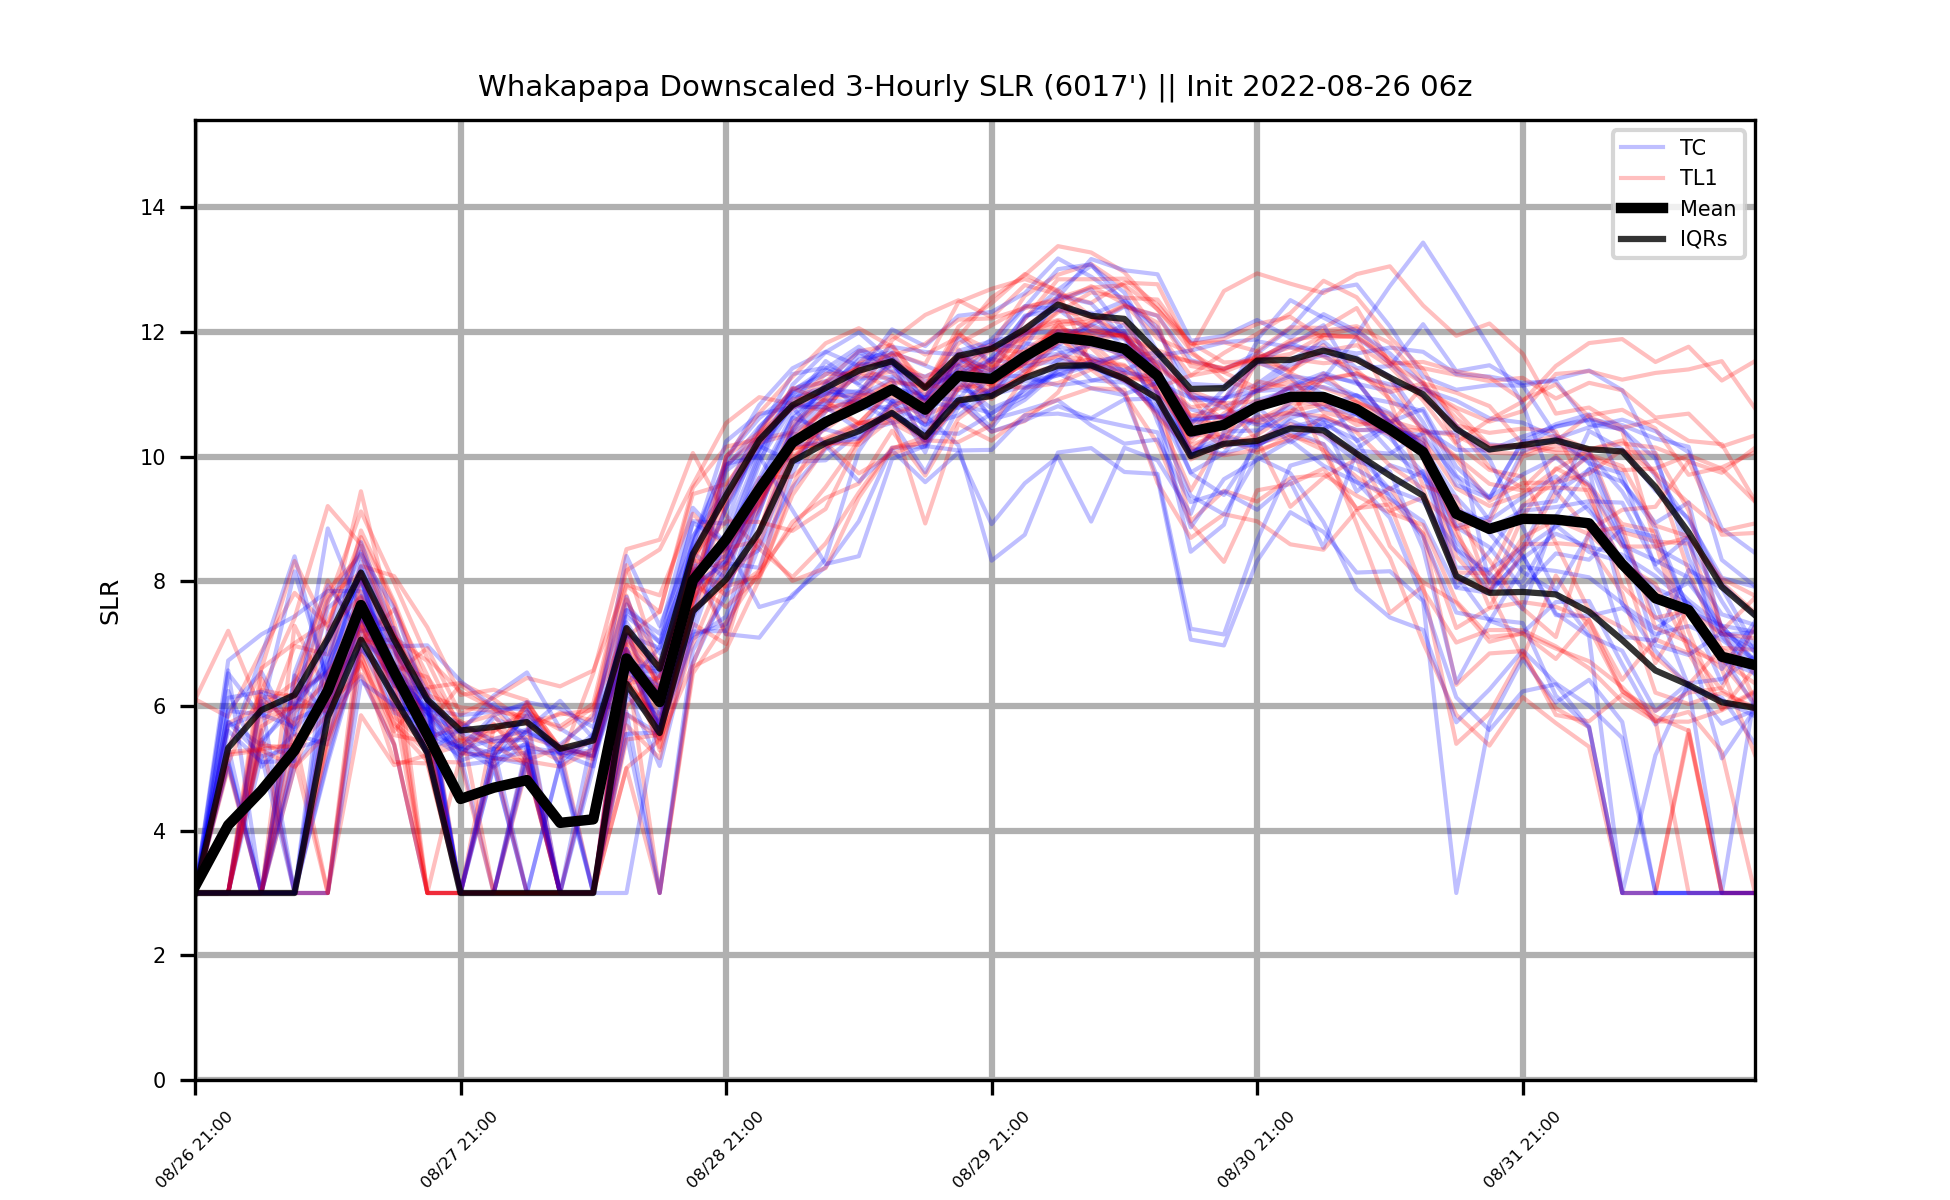 Whakapapa Downscaled 3-Hourly SLR (6017') || Init 2022-08-26 06z
TC
TL1
Mean
IQRs
SLR
14
12
10
8
6
4
2
0
08/26 21:00
08/27 21:00
08/28 21:00
08/29 21:00
08/30 21:00
08/31 21:00